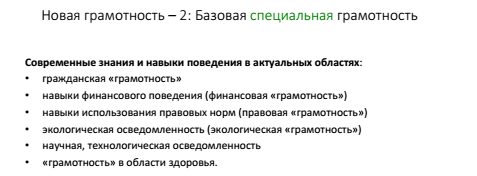 Новая грамотность – 2: Базовая специальная грамотность
Современные знания и навыки поведения в актуальных областях:
• гражданская «грамотность»
• навыки финансового поведения (финансовая «грамотность»)
• навыки использования правовых норм (правовая «грамотность»)
• экологическая осведомленность (экологическая «грамотность»)
• научная, технологическая осведомленность
• «грамотность» в области здоровья.